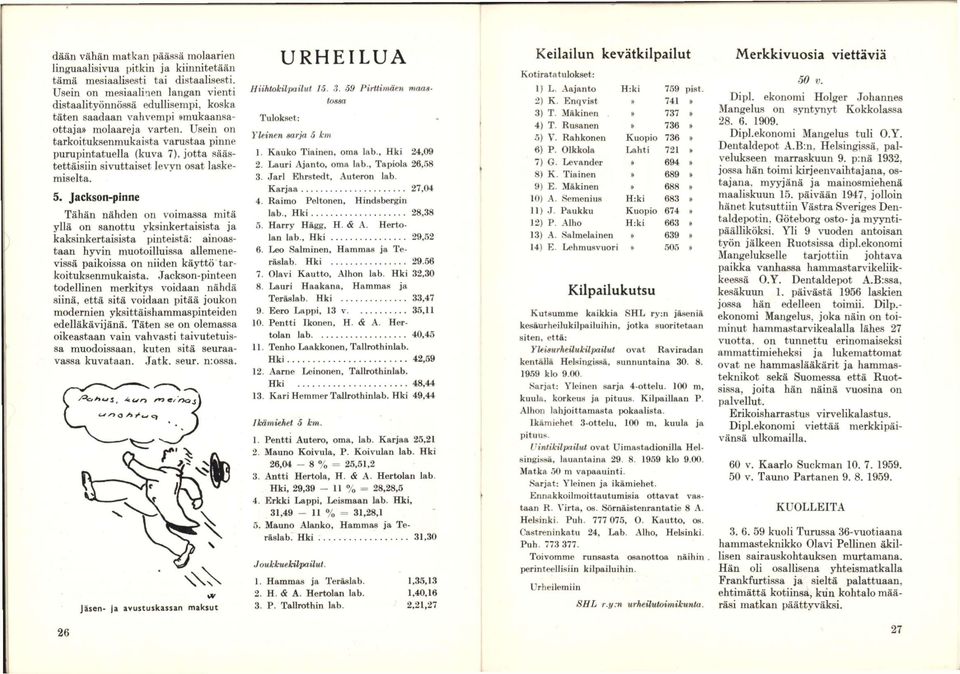 dään vähän matkan päässä molaarien
linguaalisivua pitkin ja kiinnitetään
tämä mesiaalisesti tai distaalisesti.
Usein on mesiaalinen langan vienti
distaalityönnössä edullisempi, koska
täten saadaan vahvempi »mukaansa-
ottaja» molaareja varten. Usein on
tarkoituksenmukaista varustaa pinne
purupintatuella (kuva 7), jotta sääs-
tettäisiin sivuttaiset levyn osat laske-
miselta.
5. Jackson-pinne
Tähän nähden on voimassa mitä
yllä on sanottu yksinkertaisista ja
kaksinkertaisista pinteistä: ainoas-
taan hyvin muotoilluissa allemene-
vissä paikoissa on niiden käyttö tar-
koituksenmukaista. Jackson-pinteen
todellinen merkitys voidaan nähdä
siinä, että sitä voidaan pitää joukon
modernien yksittäishammaspinteiden
edelläkävijänä. Täten se on olemassa
oikeastaan vain vahvasti taivutetuis-
sa muodoissaan, kuten sitä seuraa-
vassa kuvataan. Jatk. seur. n:ossa.
Pohus, kun meinasi
unohtua
...
Jäsen- ja avustuskassan maksut
26
URHEILUA
Hiihtokilpailut 15. 3. 59 Pirttimäen maas-
tossa
Tulokset:
Yleinen sarja 5 km
1. Kauko Tiainen, oma lab., Hki 24,09
2. Lauri Ajanto, oma lab., Tapiola 26,58
3. Jarl Ehrstedt, Auteron lab.
Karjaa ...................... 27,04
4. Raimo Peltonen, Hindsbergin
lab., Hki .................... 28,38
5. Harry Hägg, H. & A. Herto-
lan lab., Hki ................ 29,52
6. Leo Salminen, Hammas ja Te-
räslab. Hki ................ 29.56
7. Olavi Kautto, Alhon lab. Hki 32,30
8. Lauri Haakana, Hammas ja
Teräslab. Hki .............. 33,47
9. Eero Lappi, 13 v. .......... 35,11
10. Pentti Ikonen, H. & A. Her-
tolan lab. .................. 40,45
11. Tenho Laakkonen, Tallrothinlab.
Hki ......................... 42,59
12. Aarne Leinonen, Tallrothinlab.
Hki ....................... 48,44
13. Kari Hemmer Tallrothinlab. Hki 49,44
Ikämiehet 5 km.
1. Pentti Autero, oma, lab. Karjaa 25,21
2. Mauno Koivula, P. Koivulan lab. Hki
26,04 — 8 % = 25,51,2
3. Antti Hertola, H. & A. Hertolan lab.
Hki, 29,39 — 11 % = 28,28,5
4. Erkki Lappi, Leismaan lab. Hki,
31,49 — 11 % = 31,28,1
5. Mauno Alanko, Hammas ja Te-
räslab. Hki .................. 31,30
Joukkuekilpailut.
1. Hammas ja Teräslab. 1,35,13
2. H. & A. Hertolan lab. 1,40,16
3. P. Tallrothin lab. 2,21,27
Keilailun kevätkilpailut
Kotiratatulokset:
1) L. Aajanto H:ki 759 pist.
2) K. Enqvist » 741 »
3) T. Mäkinen » 737 »
4) T. Rusanen » 736 »
5) V. Rahkonen Kuopio 736 »
6) P. Olkkola Lahti 721 »
7) G. Levander » 694 »
8) K. Tiainen » 689 »
9) E. Mäkinen » 688 »
10) A. Semenius H:ki 683 »
11) J. Paukku Kuopio 674 »
12) P. Alho H:ki 663 »
13) A. Salmelainen » 639 »
14) E. Lehmusvuori » 505 »
Kilpailukutsu
Kutsumme kaikkia SHL ry:n jäseniä
kesäurheilukilpailuihin, jotka suoritetaan
siten, että:
Yleisurheilukilpailut ovat Raviradan
kentällä Helsingissä, sunnuntaina 30. 8.
1959 klo 9.00.
Sarjat: Yleinen sarja 4-ottelu. 100 m,
kuula, korkeus ja pituus. Kilpaillaan P.
Alhon lahjoittamasta pokaalista.
Ikämiehet 3-ottelu, 100 m, kuula ja
pituus.
Uintikilpailut ovat Uimastadionilla Hel-
singissä, lauantaina 29. 8. 1959 klo 9.00.
Matka 50 m vapaauinti.
Sarjat: Yleinen ja ikämiehet.
Ennakkoilmoittautumisia ottavat vas-
taan R. Virta, os. Sörnäistenrantatie 8 A.
Helsinki. Puh. 777 075, O. Kautto, os.
Castreninkatu 24, Lab. Alho, Helsinki.
Puh. 773 377.
Toivomme runsasta osanottoa näihin
perinteellisiin kilpailuihin.
Urheilemiin
SHL r.y:n urheilutoimikunta.
Merkkivuosia viettäviä
50 v.
Dipl. ekonomi Holger Johannes
Mangelus on syntynyt Kokkolassa
28. 6. 1909.
Dipl.ekonomi Mangelus tuli O.Y.
Dentaldepot A.B:n, Helsingissä, pal-
velukseen marraskuun 9. p:nä 1932,
jossa hän toimi kirjeenvaihtajana, os-
tajana, myyjänä ja mainosmiehenä
maaliskuun 15. päivään 1947, jolloin
hänet kutsuttiin Västra Sveriges Den-
taldepotin, Göteborg osto- ja myynti-
päälliköksi. Yli 9 vuoden antoisan
työn jälkeen Ruotsissa dipl.ekonomi
Mangelukselle tarjottiin johtava
paikka vanhassa hammastarvikeliik-
keessä O.Y. Dentaldepot A.B:ssa,
kesäkuun 1. päivästä 1956 laskien
jossa hän edelleen toimii. Dilp.-
ekonomi Mangelus, joka näin on toi-
minut hammastarvikealalla lähes 27
vuotta, on tunnettu erinomaiseksi
ammattimieheksi ja lukemattomat
ovat ne hammaslääkärit ja hammas-
teknikot sekä Suomessa että Ruot-
sissa, joita hän näinä vuosina on
palvellut.
Erikoisharrastus virvelikalastus.
Dipl.ekonomi viettää merkkipäi-
vänsä ulkomailla.
60 v. Kaarlo Suckman 10. 7. 1959.
50 v. Tauno Partanen 9. 8. 1959.
KUOLLEITA
3. 6. 59 kuoli Turussa 36-vuotiaana
hammasteknikko Olavi Pellinen äkil-
lisen sairauskohtauksen murtamana.
Hän oli osallisena yhteismatkalla
Frankfurtissa ja sieltä palattuaan,
ehtimättä kotiinsa, kuin kohtalo mää-
räsi matkan päättyväksi.
27